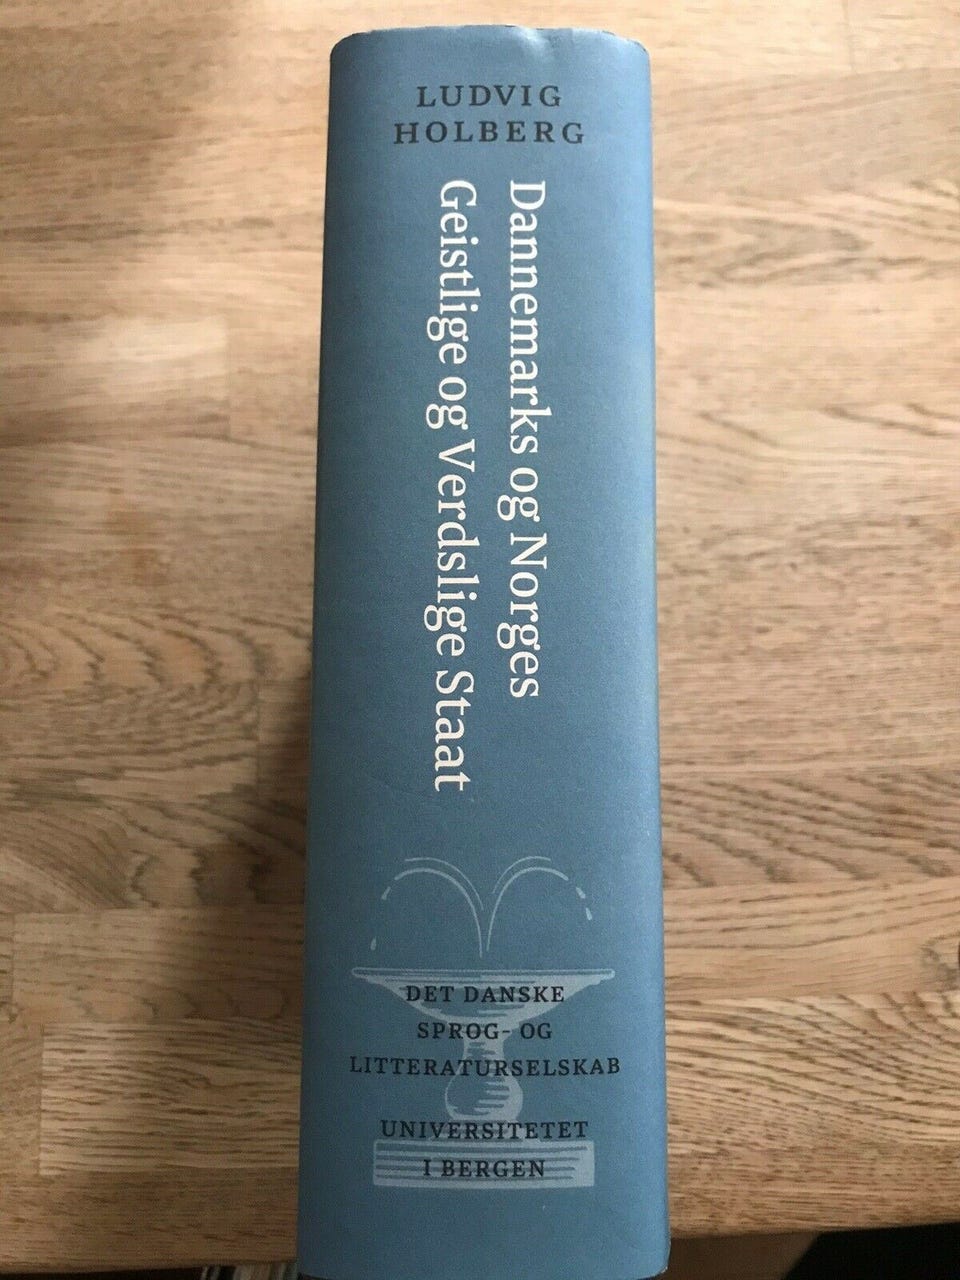 LUDVIG
HOLBERG
Dannemarks og Norges
Geistlige og Verdslige Staat
DET DANSKE
SPROG- OG
LITTERATURSELSKAB
UNIVERSITETET
I BERGEN